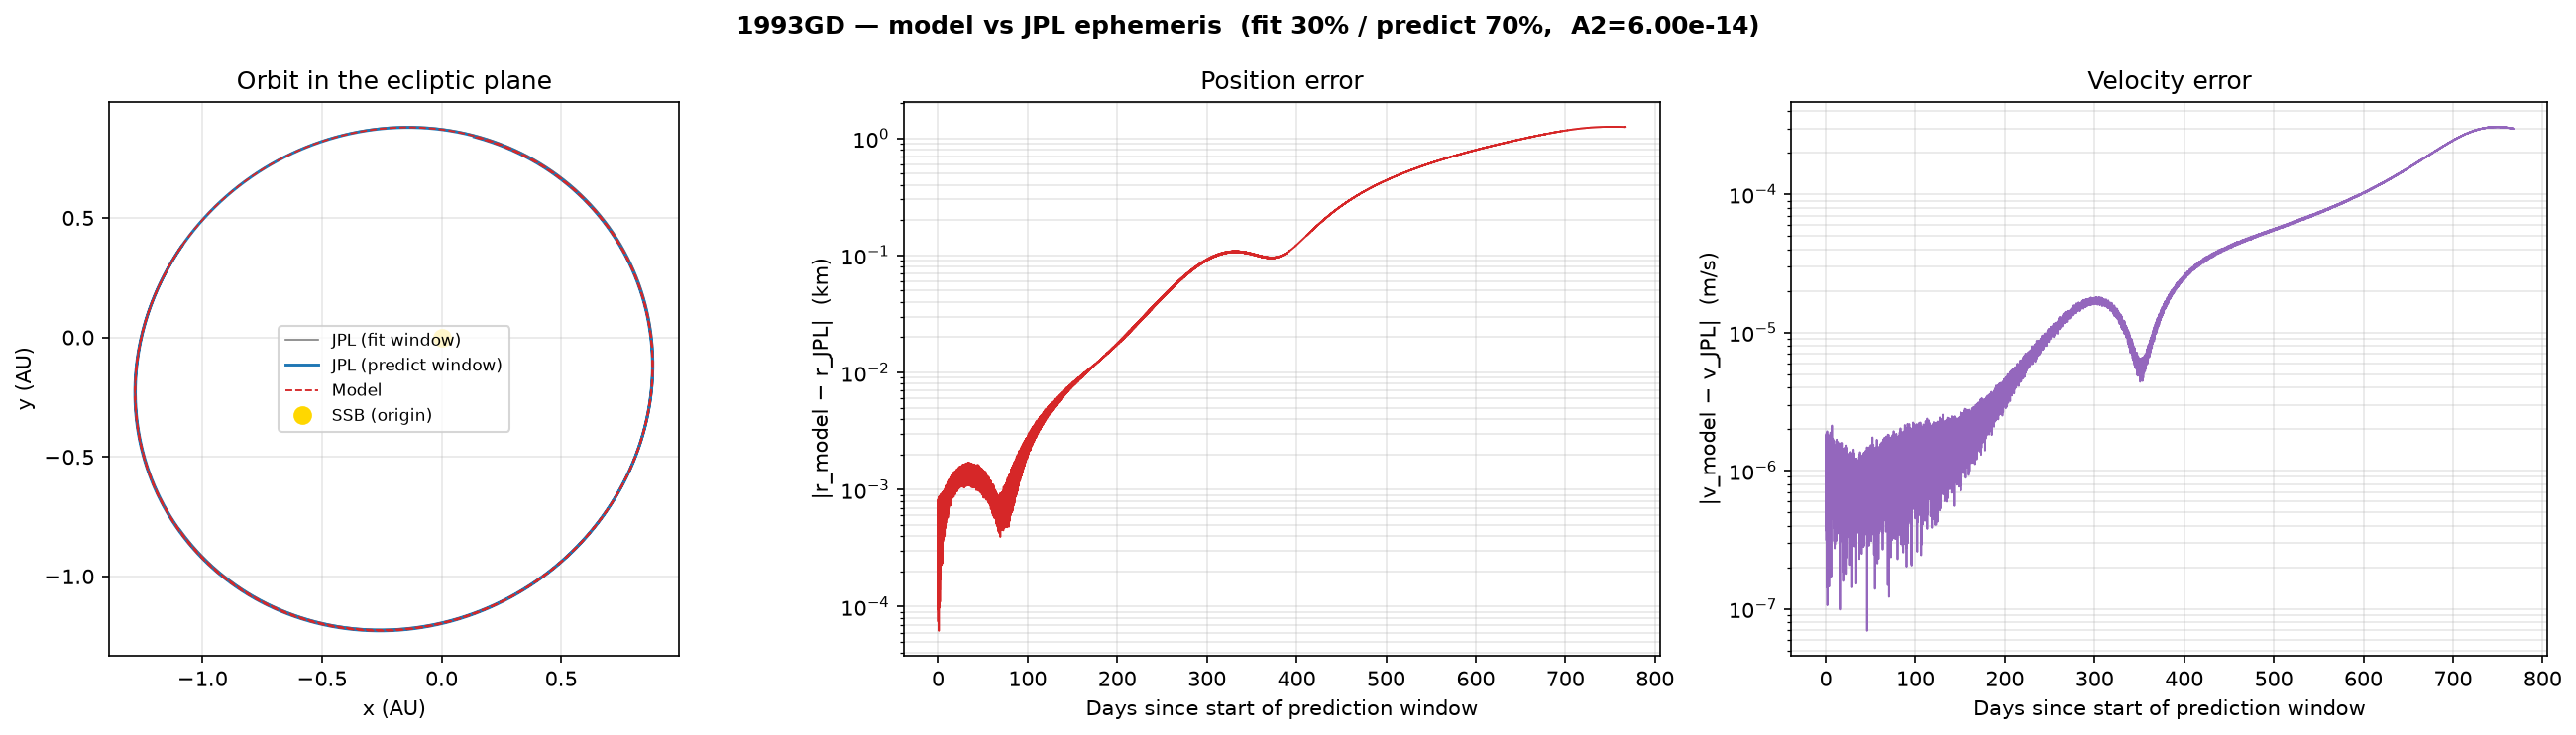 1993GD — model vs JPL ephemeris  (fit 30% / predict 70%,  A2=6.00e-14)
Orbit in the ecliptic plane
y (AU)
0.5
0.0
−0.5
−1.0
JPL (fit window)
JPL (predict window)
Model
SSB (origin)
−1.0 −0.5 0.0 0.5
x (AU)
Position error
|r_model − r_JPL|  (km)
10⁰
10⁻¹
10⁻²
10⁻³
10⁻⁴
0 100 200 300 400 500 600 700 800
Days since start of prediction window
Velocity error
|v_model − v_JPL|  (m/s)
10⁻⁴
10⁻⁵
10⁻⁶
10⁻⁷
0 100 200 300 400 500 600 700 800
Days since start of prediction window